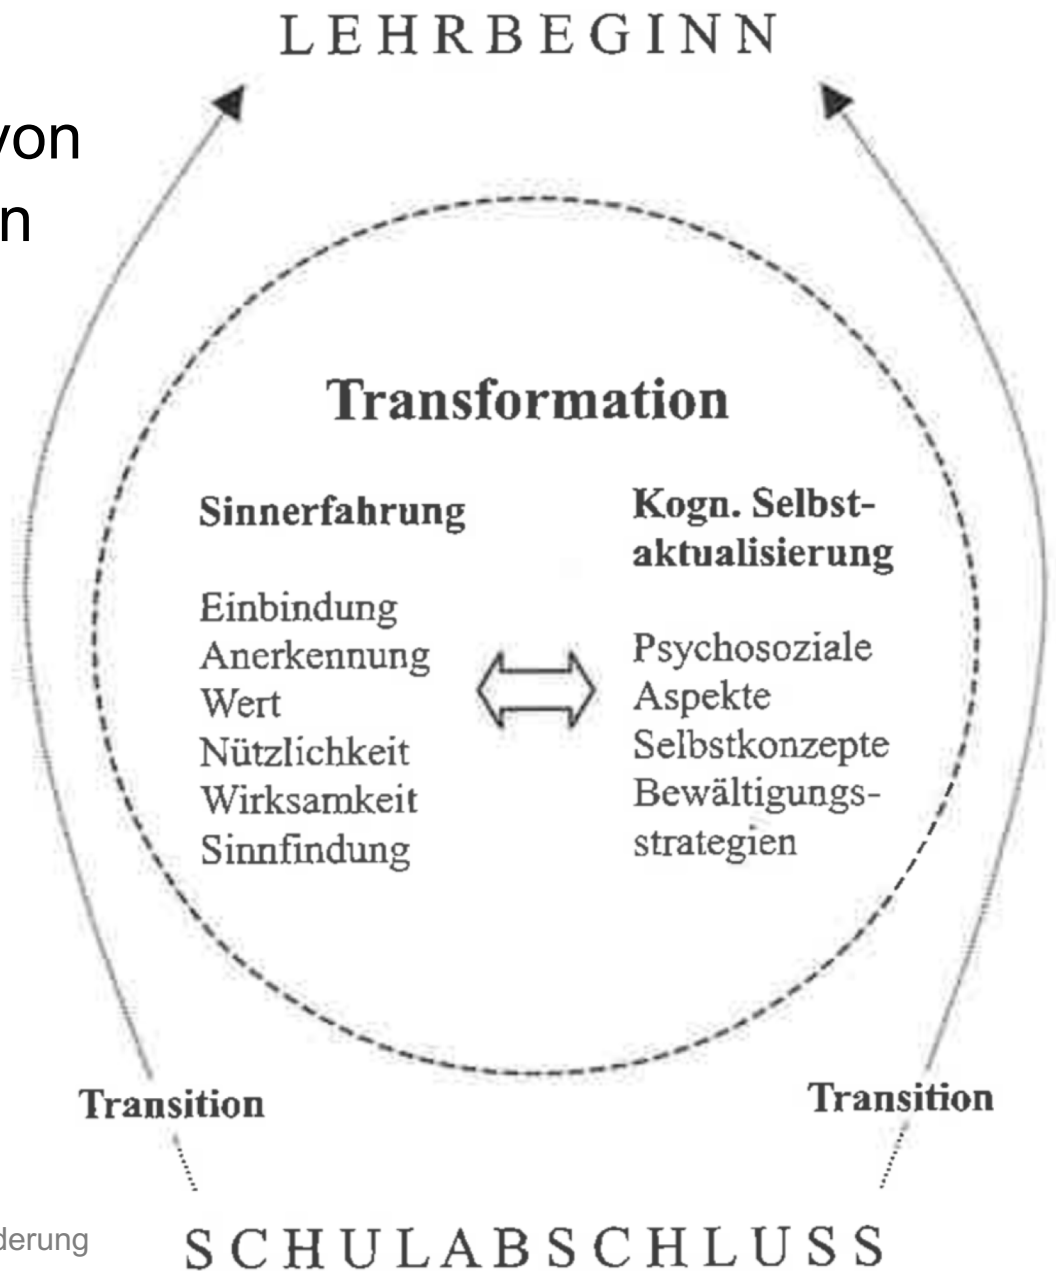 LEHRBEGINN
von
n
Transformation
Sinnerfahrung
Einbindung
Anerkennung
Wert
Nützlichkeit
Wirksamkeit
Sinnfindung
Kogn. Selbst-
aktualisierung
Psychosoziale
Aspekte
Selbstkonzepte
Bewältigungs-
strategien
Transition
Transition
derung
SCHULABSCHLUSS